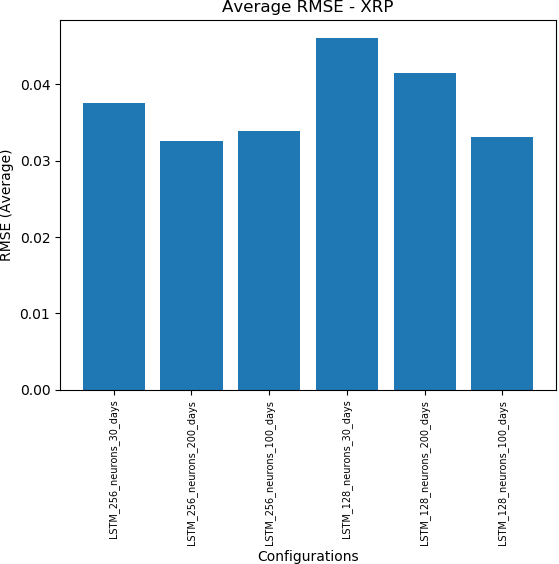 Average RMSE - XRP
RMSE (Average)
0.04
0.03
0.02
0.01
0.00
LSTM_256_neurons_30_days
LSTM_256_neurons_200_days
LSTM_256_neurons_100_days
LSTM_128_neurons_30_days
LSTM_128_neurons_200_days
LSTM_128_neurons_100_days
Configurations